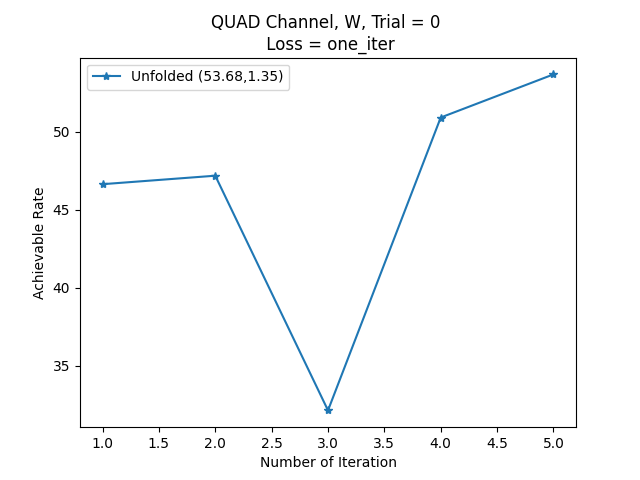 QUAD Channel, W, Trial = 0
Loss = one_iter
Unfolded (53.68,1.35)
Achievable Rate
50
45
40
35
1.0 1.5 2.0 2.5 3.0 3.5 4.0 4.5 5.0
Number of Iteration